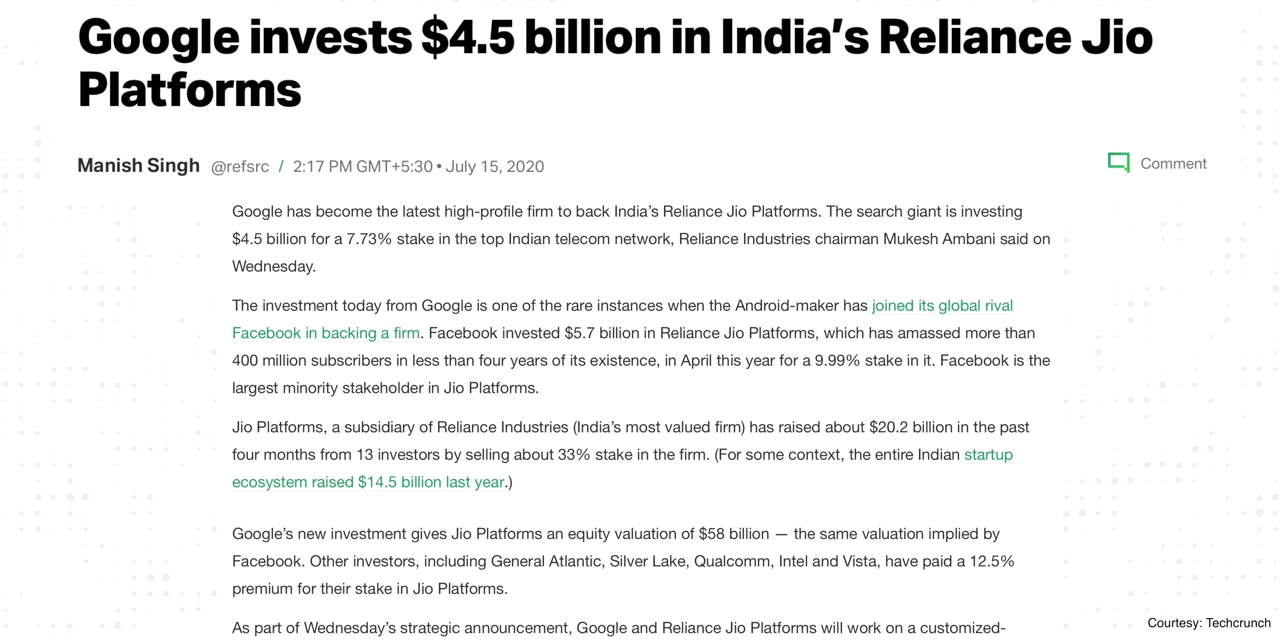 Google invests $4.5 billion in India’s Reliance Jio
Platforms
Manish Singh @refsrc / 2:17 PM GMT+5:30 • July 15, 2020
Comment
Google has become the latest high-profile firm to back India’s Reliance Jio Platforms. The search giant is investing
$4.5 billion for a 7.73% stake in the top Indian telecom network, Reliance Industries chairman Mukesh Ambani said on
Wednesday.
The investment today from Google is one of the rare instances when the Android-maker has joined its global rival
Facebook in backing a firm. Facebook invested $5.7 billion in Reliance Jio Platforms, which has amassed more than
400 million subscribers in less than four years of its existence, in April this year for a 9.99% stake in it. Facebook is the
largest minority stakeholder in Jio Platforms.
Jio Platforms, a subsidiary of Reliance Industries (India’s most valued firm) has raised about $20.2 billion in the past
four months from 13 investors by selling about 33% stake in the firm. (For some context, the entire Indian startup
ecosystem raised $14.5 billion last year.)
Google’s new investment gives Jio Platforms an equity valuation of $58 billion — the same valuation implied by
Facebook. Other investors, including General Atlantic, Silver Lake, Qualcomm, Intel and Vista, have paid a 12.5%
premium for their stake in Jio Platforms.
As part of Wednesday’s strategic announcement, Google and Reliance Jio Platforms will work on a customized-
Courtesy: Techcrunch